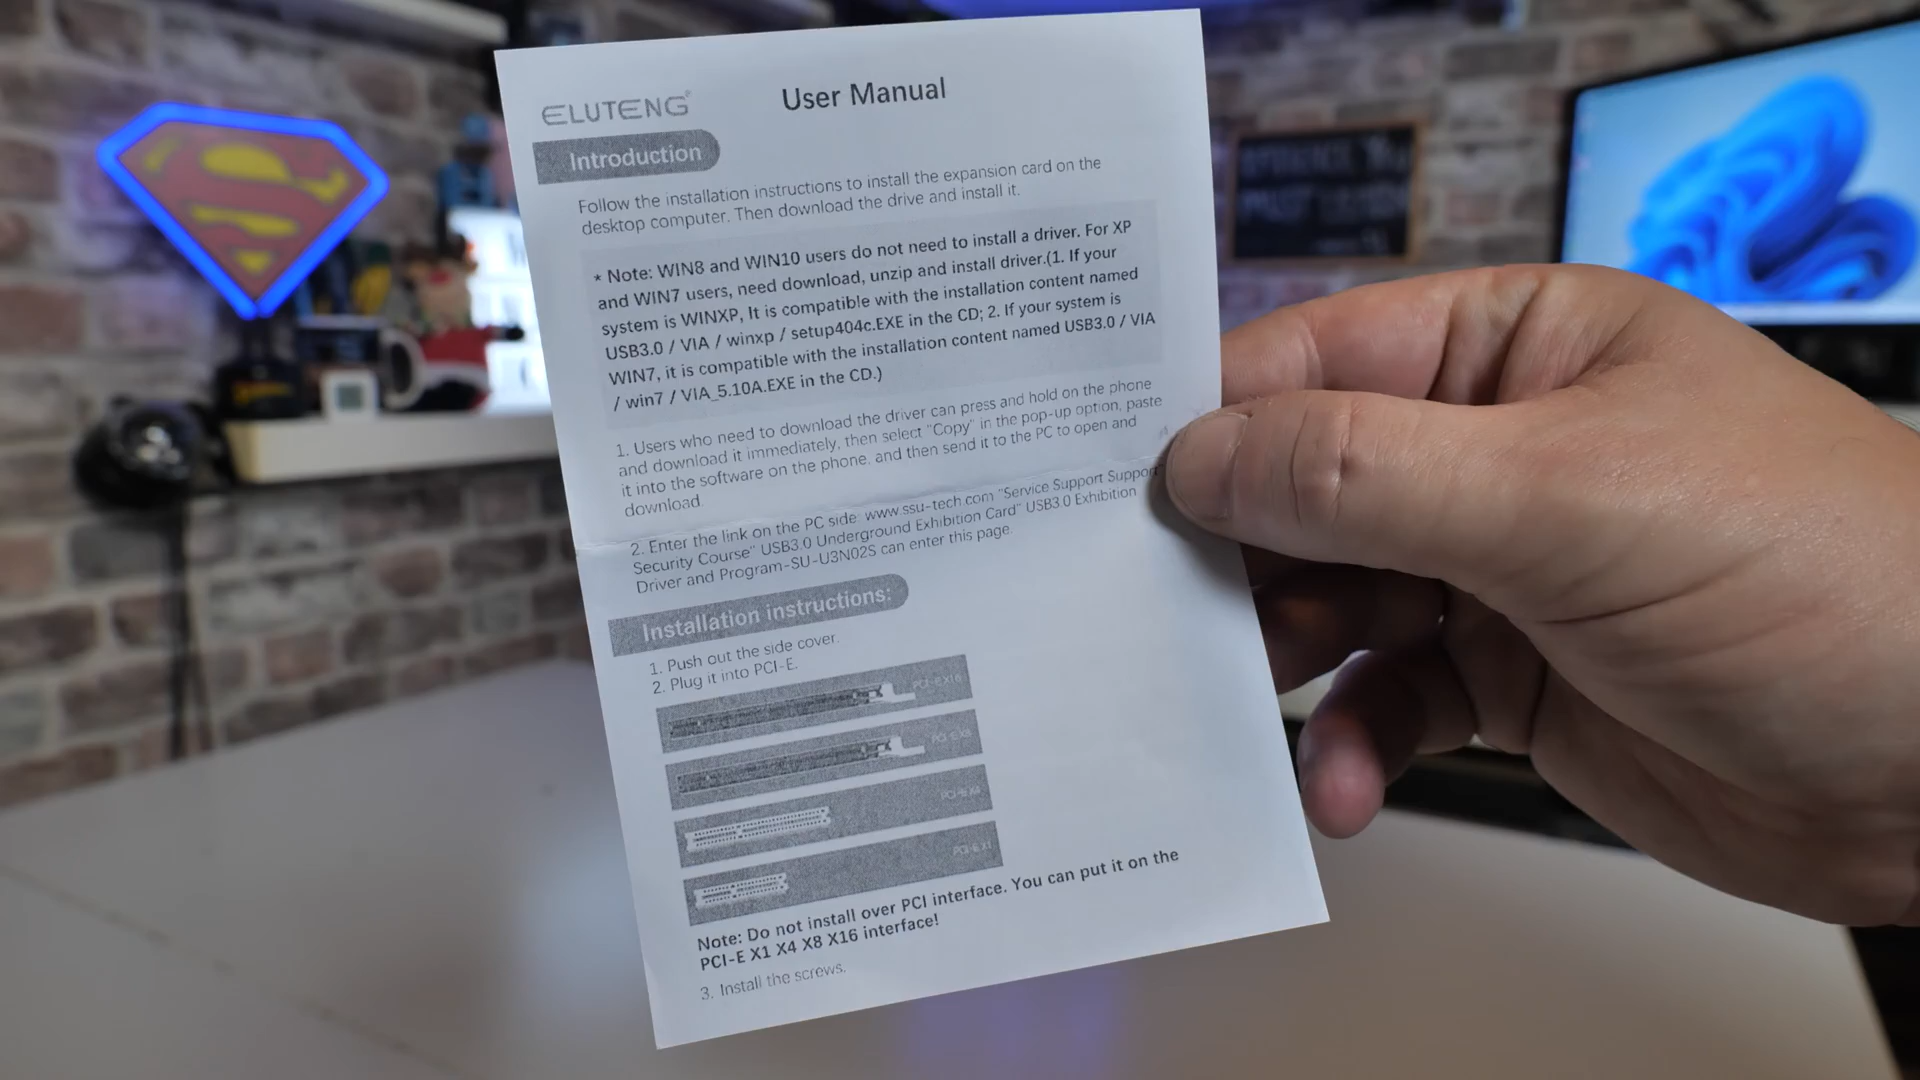 ELUTENG®
User Manual
Introduction
Follow the installation instructions to install the expansion card on the
desktop computer. Then download the drive and install it.
* Note: WIN8 and WIN10 users do not need to install a driver. For XP
and WIN7 users, need download, unzip and install driver.(1. If your
system is WINXP, It is compatible with the installation content named
USB3.0 / VIA / winxp / setup404c.EXE in the CD; 2. If your system is
WIN7, it is compatible with the installation content named USB3.0 / VIA
/ win7 / VIA_5.10A.EXE in the CD.)
1. Users who need to download the driver can press and hold on the phone
and download it immediately, then select "Copy" in the pop-up option, paste
it into the software on the phone, and then send it to the PC to open and
download.
2. Enter the link on the PC side: www.ssu-tech.com "Service Support Support
Security Course" USB3.0 Underground Exhibition Card" USB3.0 Exhibition
Driver and Program-SU-U3N02S can enter this page.
Installation instructions:
1. Push out the side cover.
2. Plug it into PCI-E.
PCI-E X16
PCI-E X8
PCI-E X4
PCI-E X1
Note: Do not install over PCI interface. You can put it on the
PCI-E X1 X4 X8 X16 interface!
3. Install the screws.